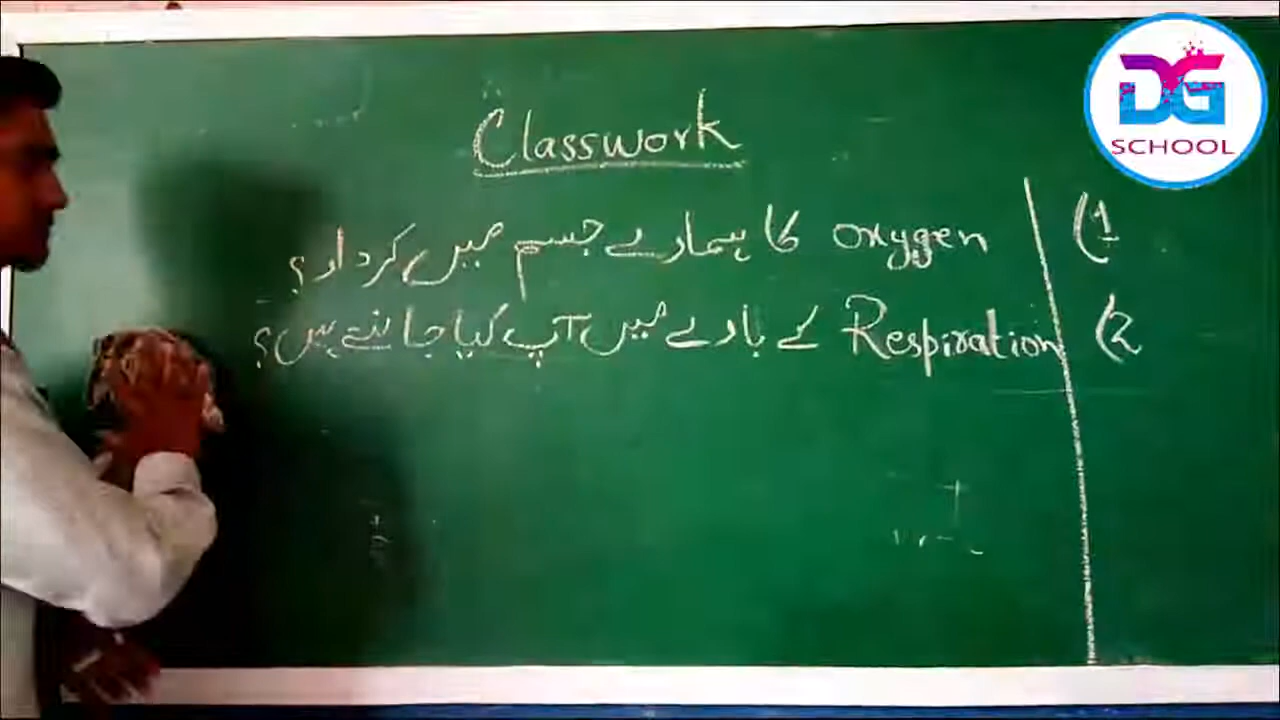 Classwork
1) oxygen کا ہمارے جسم میں کردار؟
2) Respiration کے بارے میں آپ کیا جانتے ہیں؟
DG
SCHOOL